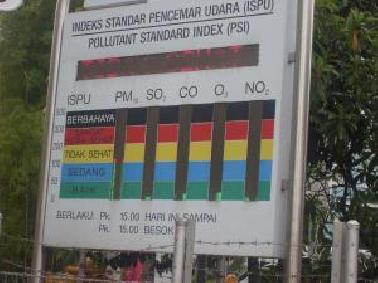 INDEKS STANDAR PENCEMAR UDARA (ISPU)
POLLUTANT STANDARD INDEX (PSI)
ISPU PM10 SO2 CO O3 NO2
BERBAHAYA
TIDAK SEHAT
SEDANG
BAIK
BERLAKU: Pk. 15.00 HARI INI SAMPAI
Pk. 15.00 BESOK